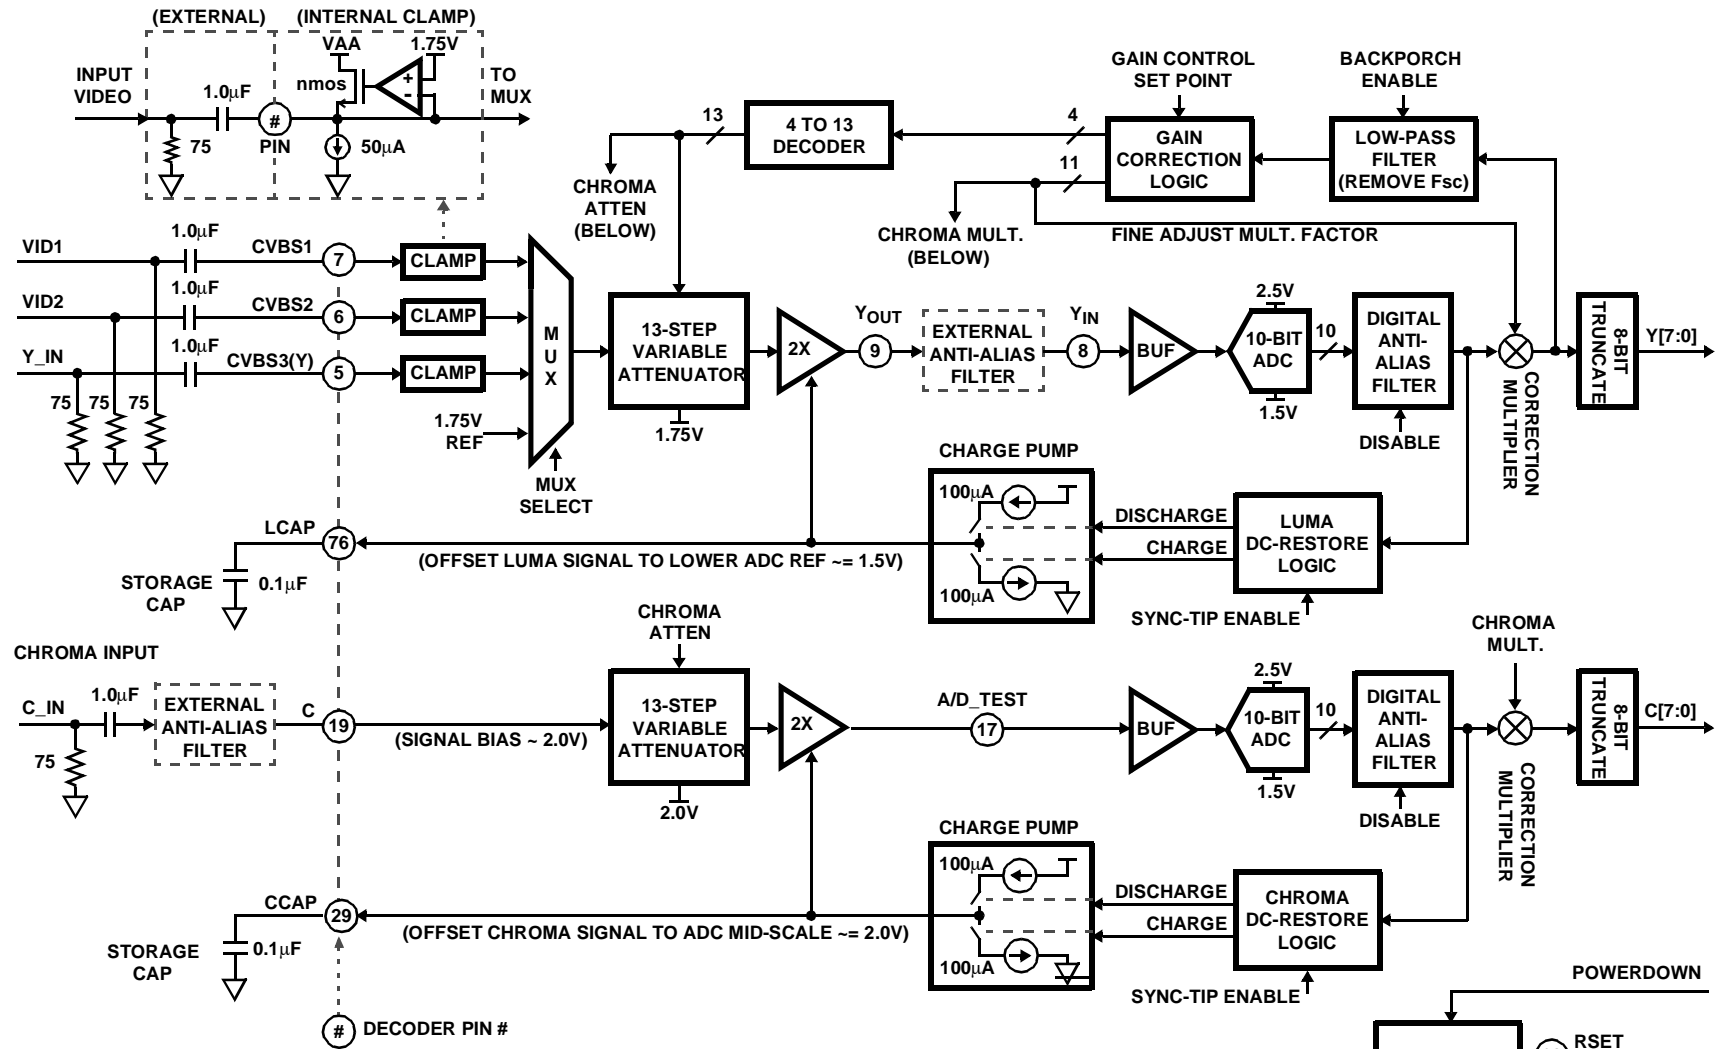 (EXTERNAL)
(INTERNAL CLAMP)
VAA
1.75V
INPUT
VIDEO
1.0µF
nmos
+
-
TO
MUX
#
PIN
75
50µA
GAIN CONTROL
SET POINT
BACKPORCH
ENABLE
13
4 TO 13
DECODER
4
11
GAIN
CORRECTION
LOGIC
LOW-PASS
FILTER
(REMOVE Fsc)
CHROMA
ATTEN
(BELOW)
CHROMA MULT.
(BELOW)
FINE ADJUST MULT. FACTOR
VID1
1.0µF
CVBS1
7
CLAMP
VID2
1.0µF
CVBS2
6
CLAMP
Y_IN
1.0µF
CVBS3(Y)
5
CLAMP
75
75
75
1.75V
REF
MUX
MUX
SELECT
13-STEP
VARIABLE
ATTENUATOR
1.75V
2X
YOUT
9
EXTERNAL
ANTI-ALIAS
FILTER
YIN
8
BUF
2.5V
10-BIT
ADC
1.5V
10
DIGITAL
ANTI-
ALIAS
FILTER
DISABLE
CORRECTION
MULTIPLIER
8-BIT
TRUNCATE
Y[7:0]
CHARGE PUMP
100µA
100µA
DISCHARGE
CHARGE
LUMA
DC-RESTORE
LOGIC
SYNC-TIP ENABLE
LCAP
76
(OFFSET LUMA SIGNAL TO LOWER ADC REF ~= 1.5V)
STORAGE
CAP
0.1µF
CHROMA INPUT
C_IN
1.0µF
75
EXTERNAL
ANTI-ALIAS
FILTER
C
19
(SIGNAL BIAS ~ 2.0V)
CHROMA
ATTEN
13-STEP
VARIABLE
ATTENUATOR
2.0V
2X
A/D_TEST
17
BUF
2.5V
10-BIT
ADC
1.5V
10
DIGITAL
ANTI-
ALIAS
FILTER
DISABLE
CHROMA
MULT.
CORRECTION
MULTIPLIER
8-BIT
TRUNCATE
C[7:0]
CHARGE PUMP
100µA
100µA
DISCHARGE
CHARGE
CHROMA
DC-RESTORE
LOGIC
SYNC-TIP ENABLE
CCAP
29
(OFFSET CHROMA SIGNAL TO ADC MID-SCALE ~= 2.0V)
STORAGE
CAP
0.1µF
# DECODER PIN #
POWERDOWN
RSET